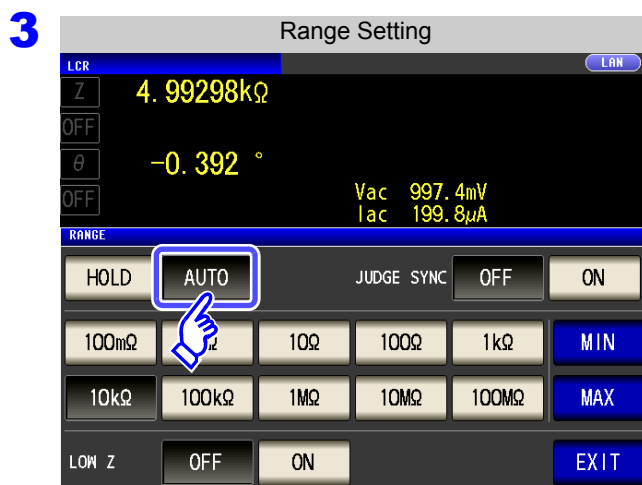 3
Range Setting
LCR LAN
Z 4.99298kΩ
OFF
θ -0.392 °
OFF
Vac 997.4mV
Iac 199.8μA
RANGE
HOLD AUTO JUDGE SYNC OFF ON
100mΩ 10Ω 100Ω 1kΩ MIN
10kΩ 100kΩ 1MΩ 10MΩ 100MΩ MAX
LOW Z OFF ON EXIT